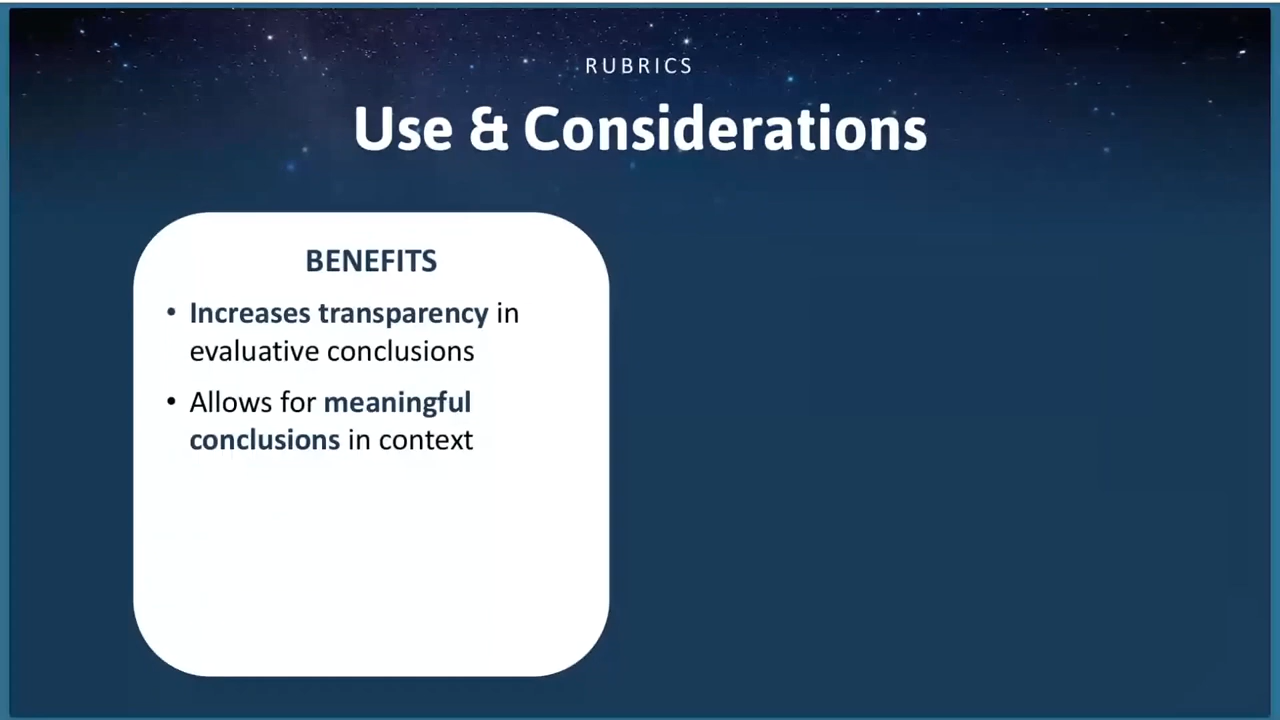 RUBRICS
Use & Considerations
BENEFITS
• Increases transparency in
evaluative conclusions
• Allows for meaningful
conclusions in context